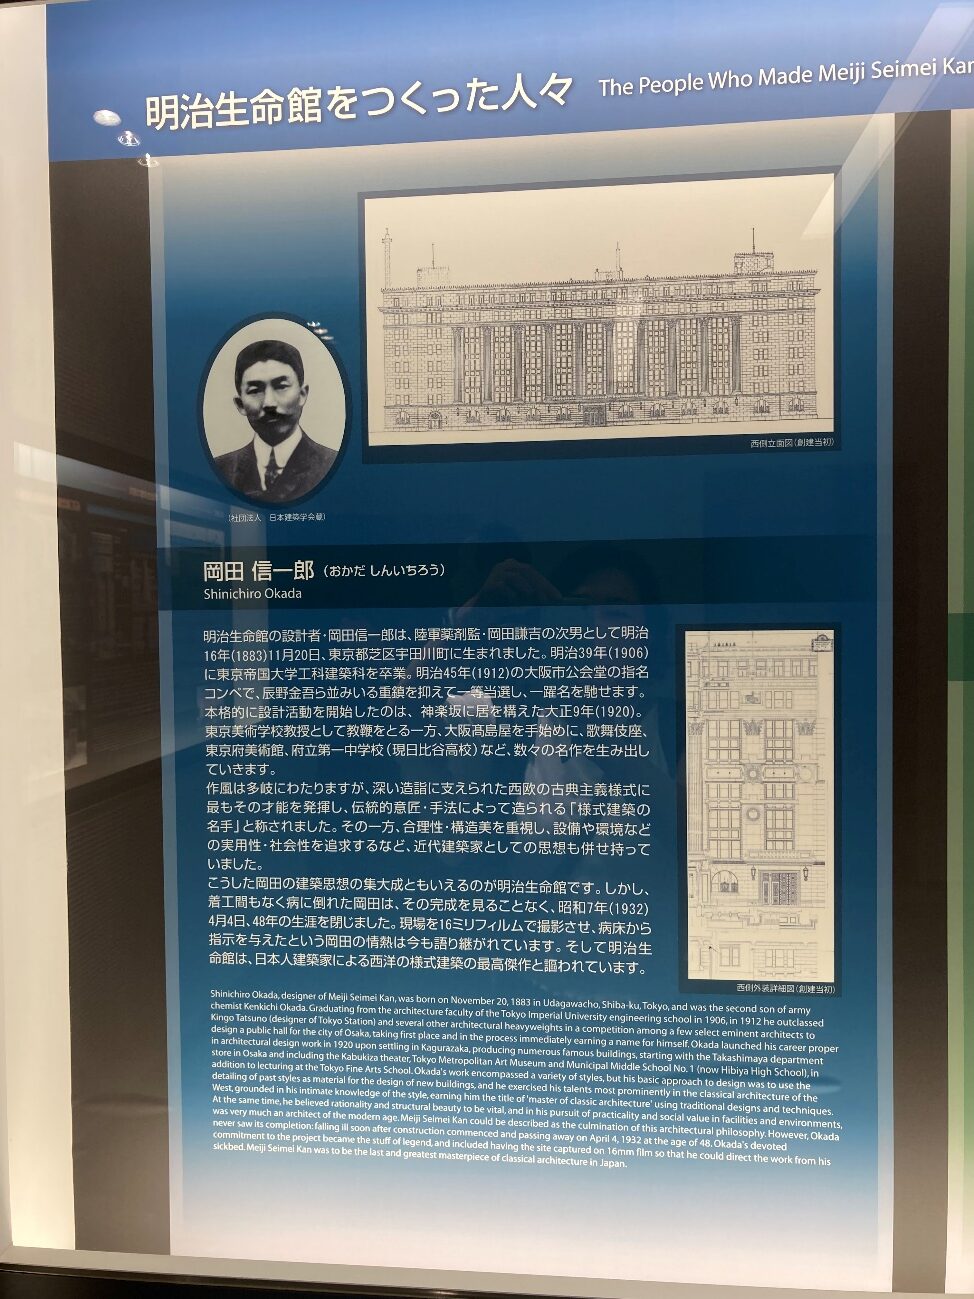 明治生命館をつくった人々 The People Who Made Meiji Seimei Kan
西側立面図(創建当初)
(社団法人 日本建築学会蔵)
岡田 信一郎 (おかだ しんいちろう)
Shinichiro Okada
明治生命館の設計者・岡田信一郎は、陸軍薬剤監・岡田謙吉の次男として明治
16年(1883)11月20日、東京都芝区宇田川町に生まれました。明治39年(1906)
に東京帝国大学工科建築科を卒業。明治45年(1912)の大阪市公会堂の指名
コンペで、辰野金吾ら並みいる重鎮を抑えて一等当選し、一躍名を馳せます。
本格的に設計活動を開始したのは、神楽坂に居を構えた大正9年(1920)。
東京美術学校教授として教鞭をとる一方、大阪髙島屋を手始めに、歌舞伎座、
東京府美術館、府立第一中学校(現日比谷高校)など、数々の名作を生み出し
ていきます。
作風は多岐にわたりますが、深い造詣に支えられた西欧の古典主義様式に
最もその才能を発揮し、伝統的意匠・手法によって造られる「様式建築の
名手」と称されました。その一方、合理性・構造美を重視し、設備や環境など
の実用性・社会性を追求するなど、近代建築家としての思想も併せ持って
いました。
こうした岡田の建築思想の集大成ともいえるのが明治生命館です。しかし、
着工間もなく病に倒れた岡田は、その完成を見ることなく、昭和7年(1932)
4月4日、48年の生涯を閉じました。現場を16ミリフィルムで撮影させ、病床から
指示を与えたという岡田の情熱は今も語り継がれています。そして明治生
命館は、日本人建築家による西洋の様式建築の最高傑作と謳われています。
西側外装詳細図(創建当初)
Shinichiro Okada, designer of Meiji Seimei Kan, was born on November 20, 1883 in Udagawacho, Shiba-ku, Tokyo, and was the second son of army
chemist Kenkichi Okada. Graduating from the architecture faculty of the Tokyo Imperial University engineering school in 1906, in 1912 he outclassed
Kingo Tatsuno (designer of Tokyo Station) and several other architectural heavyweights in a competition among a few select eminent architects to
design a public hall for the city of Osaka, taking first place and in the process immediately earning a name for himself. Okada launched his career proper
in architectural design work in 1920 upon settling in Kagurazaka, producing numerous famous buildings, starting with the Takashimaya department
store in Osaka and including the Kabukiza theater, Tokyo Metropolitan Art Museum and Municipal Middle School No. 1 (now Hibiya High School), in
addition to lecturing at the Tokyo Fine Arts School. Okada's work encompassed a variety of styles, but his basic approach to design was to use the
detailing of past styles as material for the design of new buildings, and he exercised his talents most prominently in the classical architecture of the
West, grounded in his intimate knowledge of the style, earning him the title of 'master of classic architecture' using traditional designs and techniques.
At the same time, he believed rationality and structural beauty to be vital, and in his pursuit of practicality and social value in facilities and environments,
was very much an architect of the modern age. Meiji Seimei Kan could be described as the culmination of this architectural philosophy. However, Okada
never saw its completion: falling ill soon after construction commenced and passing away on April 4, 1932 at the age of 48. Okada's devoted
commitment to the project became the stuff of legend, and included having the site captured on 16mm film so that he could direct the work from his
sickbed. Meiji Seimei Kan was to be the last and greatest masterpiece of classical architecture in Japan.